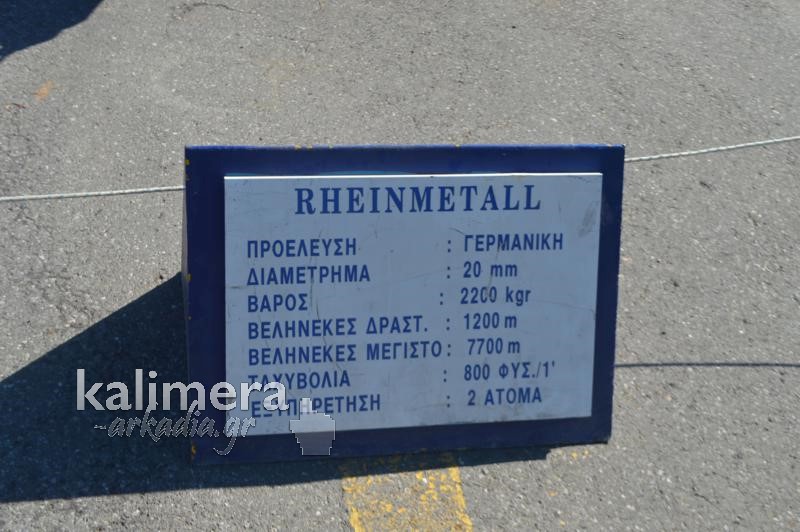 RHEINMETALL
ΠΡΟΕΛΕΥΣΗ : ΓΕΡΜΑΝΙΚΗ
ΔΙΑΜΕΤΡΗΜΑ : 20 mm
ΒΑΡΟΣ : 2200 kgr
ΒΕΛΗΝΕΚΕΣ ΔΡΑΣΤ. : 1200 m
ΒΕΛΗΝΕΚΕΣ ΜΕΓΙΣΤΟ : 7700 m
ΤΑΧΥΒΟΛΙΑ : 800 ΦΥΣ./1'
ΕΞΥΠΗΡΕΤΗΣΗ : 2 ΑΤΟΜΑ
kalimera
-arkadia.gr